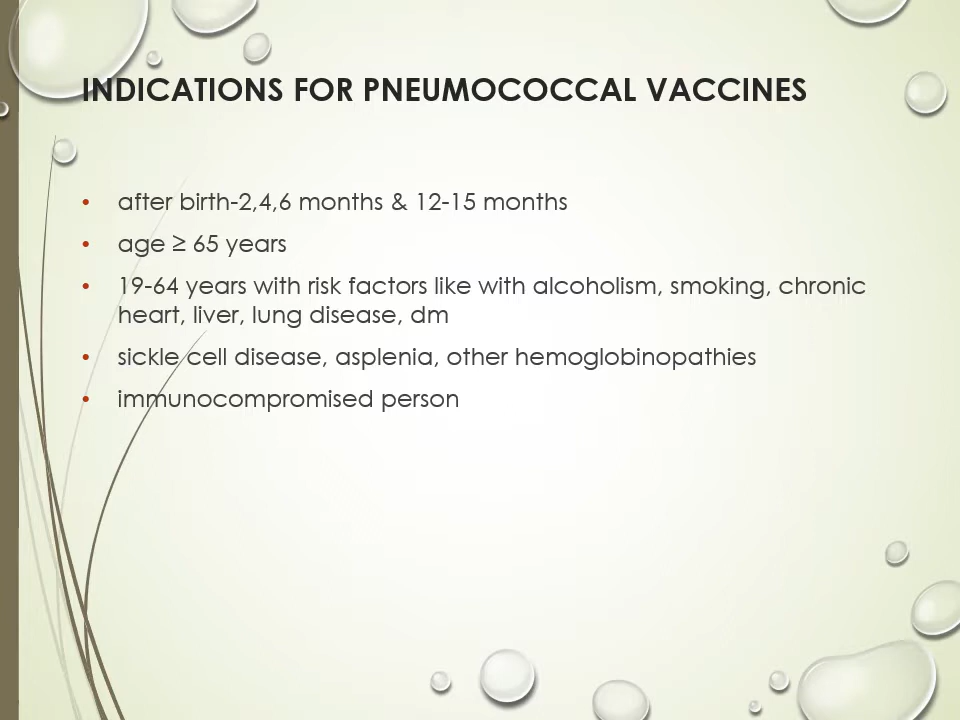 INDICATIONS FOR PNEUMOCOCCAL VACCINES
• after birth-2,4,6 months & 12-15 months
• age ≥ 65 years
• 19-64 years with risk factors like with alcoholism, smoking, chronic
heart, liver, lung disease, dm
• sickle cell disease, asplenia, other hemoglobinopathies
• immunocompromised person